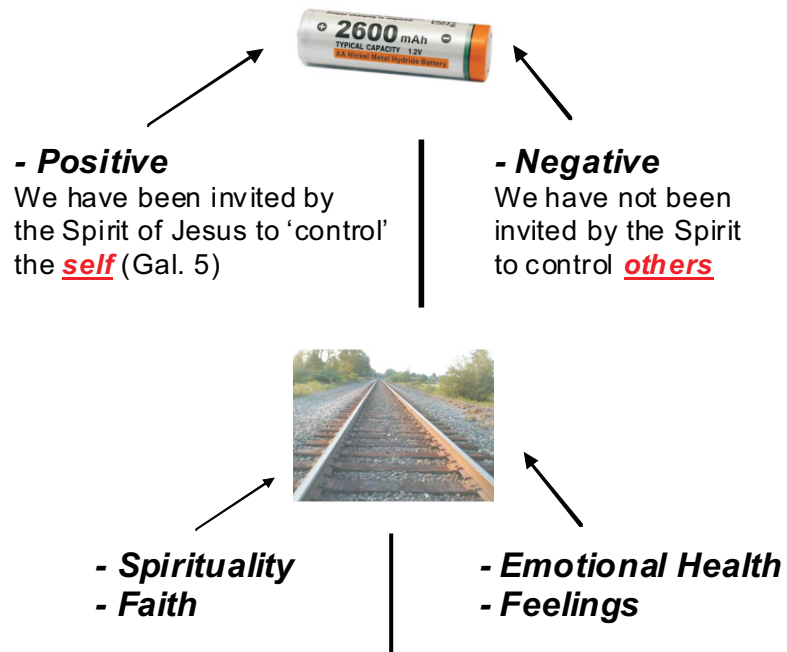 + 2600 mAh -
TYPICAL CAPACITY 1.2V
AA Nickel Metal Hydride Battery
- Positive
We have been invited by
the Spirit of Jesus to ‘control’
the self (Gal. 5)
- Negative
We have not been
invited by the Spirit
to control others
- Spirituality
- Faith
- Emotional Health
- Feelings